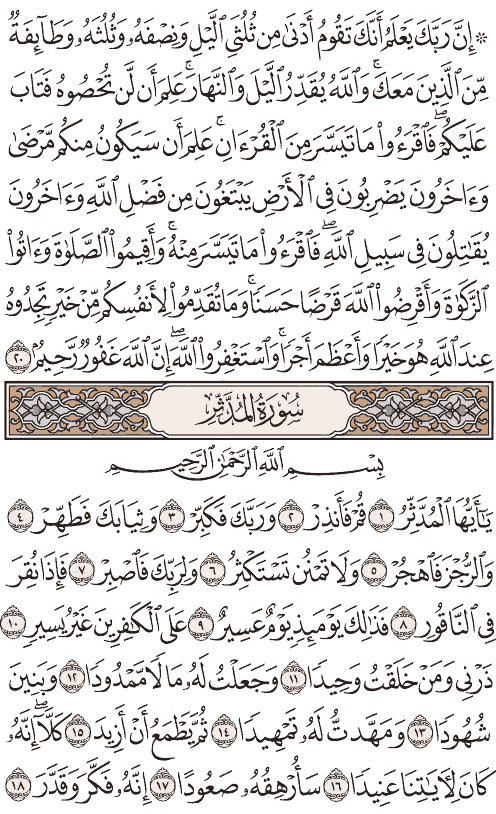 ۞ إِنَّ رَبَّكَ يَعْلَمُ أَنَّكَ تَقُومُ أَدْنَىٰ مِن ثُلُثَيِ ٱلَّيْلِ وَنِصْفَهُۥ وَثُلُثَهُۥ وَطَآئِفَةٌ
مِّنَ ٱلَّذِينَ مَعَكَۚ وَٱللَّهُ يُقَدِّرُ ٱلَّيْلَ وَٱلنَّهَارَۚ عَلِمَ أَن لَّن تُحْصُوهُ فَتَابَ
عَلَيْكُمْۖ فَٱقْرَءُوا۟ مَا تَيَسَّرَ مِنَ ٱلْقُرْءَانِۚ عَلِمَ أَن سَيَكُونُ مِنكُم مَّرْضَىٰ
وَءَاخَرُونَ يَضْرِبُونَ فِى ٱلْأَرْضِ يَبْتَغُونَ مِن فَضْلِ ٱللَّهِ وَءَاخَرُونَ
يُقَٰتِلُونَ فِى سَبِيلِ ٱللَّهِۖ فَٱقْرَءُوا۟ مَا تَيَسَّرَ مِنْهُۚ وَأَقِيمُوا۟ ٱلصَّلَوٰةَ وَءَاتُوا۟
ٱلزَّكَوٰةَ وَأَقْرِضُوا۟ ٱللَّهَ قَرْضًا حَسَنًاۚ وَمَا تُقَدِّمُوا۟ لِأَنفُسِكُم مِّنْ خَيْرٍ تَجِدُوهُ
عِندَ ٱللَّهِ هُوَ خَيْرًا وَأَعْظَمَ أَجْرًاۚ وَٱسْتَغْفِرُوا۟ ٱللَّهَۖ إِنَّ ٱللَّهَ غَفُورٌ رَّحِيمٌۢ ٢٠
سُورَةُ المُدَّثِّرِ
بِسْمِ ٱللَّهِ ٱلرَّحْمَٰنِ ٱلرَّحِيمِ
يَٰٓأَيُّهَا ٱلْمُدَّثِّرُ ١ قُمْ فَأَنذِرْ ٢ وَرَبَّكَ فَكَبِّرْ ٣ وَثِيَابَكَ فَطَهِّرْ ٤
وَٱلرُّجْزَ فَٱهْجُرْ ٥ وَلَا تَمْنُن تَسْتَكْثِرُ ٦ وَلِرَبِّكَ فَٱصْبِرْ ٧ فَإِذَا نُقِرَ
فِى ٱلنَّاقُورِ ٨ فَذَٰلِكَ يَوْمَئِذٍ يَوْمٌ عَسِيرٌ ٩ عَلَى ٱلْكَٰفِرِينَ غَيْرُ يَسِيرٍ ١٠
ذَرْنِى وَمَنْ خَلَقْتُ وَحِيدًا ١١ وَجَعَلْتُ لَهُۥ مَالًا مَّمْدُودًا ١٢ وَبَنِينَ
شُهُودًا ١٣ وَمَهَّدتُّ لَهُۥ تَمْهِيدًا ١٤ ثُمَّ يَطْمَعُ أَنْ أَزِيدَ ١٥ كَلَّآۖ إِنَّهُۥ
كَانَ لِءَايَٰتِنَا عَنِيدًا ١٦ سَأُرْهِقُهُۥ صَعُودًا ١٧ إِنَّهُۥ فَكَّرَ وَقَدَّرَ ١٨